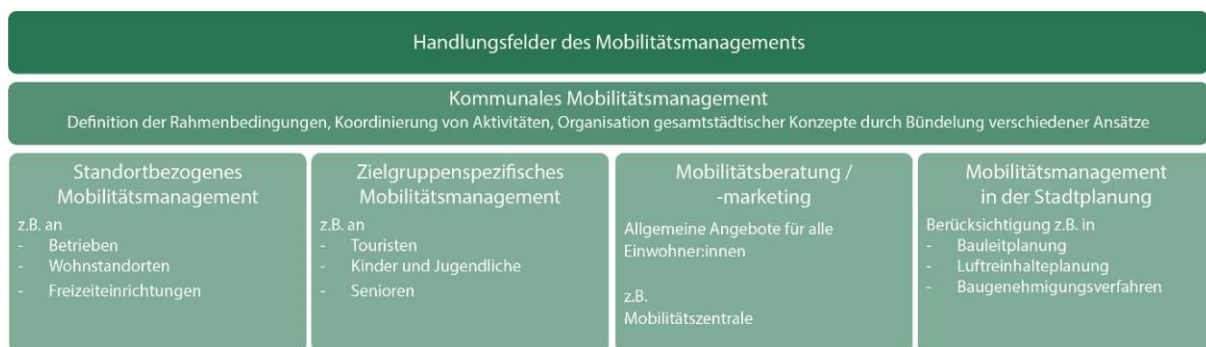 Handlungsfelder des Mobilitätsmanagements
Kommunales Mobilitätsmanagement
Definition der Rahmenbedingungen, Koordinierung von Aktivitäten, Organisation gesamtstädtischer Konzepte durch Bündelung verschiedener Ansätze
Standortbezogenes
Mobilitätsmanagement
z.B. an
- Betrieben
- Wohnstandorten
- Freizeiteinrichtungen
Zielgruppenspezifisches
Mobilitätsmanagement
z.B. an
- Touristen
- Kinder und Jugendliche
- Senioren
Mobilitätsberatung /
-marketing
Allgemeine Angebote für alle
Einwohner:innen
z.B.
Mobilitätszentrale
Mobilitätsmanagement
in der Stadtplanung
Berücksichtigung z.B. in
- Bauleitplanung
- Luftreinhalteplanung
- Baugenehmigungsverfahren